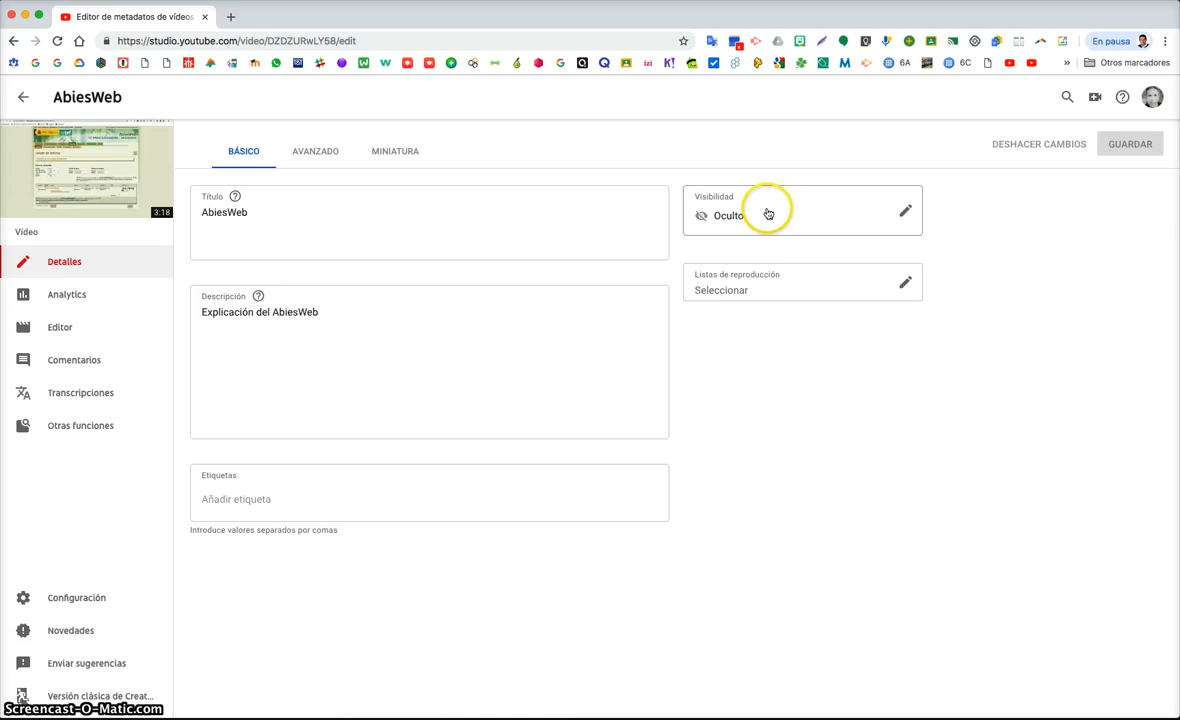 Editor de metadatos de vídeos
https://studio.youtube.com/video/DZDZURwLY58/edit
En pausa
6A
6C
Otros marcadores
AbiesWeb
3:18
BÁSICO
AVANZADO
MINIATURA
DESHACER CAMBIOS
GUARDAR
Vídeo
Detalles
Analytics
Editor
Comentarios
Transcripciones
Otras funciones
Título
AbiesWeb
Descripción
Explicación del AbiesWeb
Etiquetas
Añadir etiqueta
Introduce valores separados por comas
Visibilidad
Oculto
Listas de reproducción
Seleccionar
Configuración
Novedades
Enviar sugerencias
Versión clásica de Creat...
Screencast-O-Matic.com